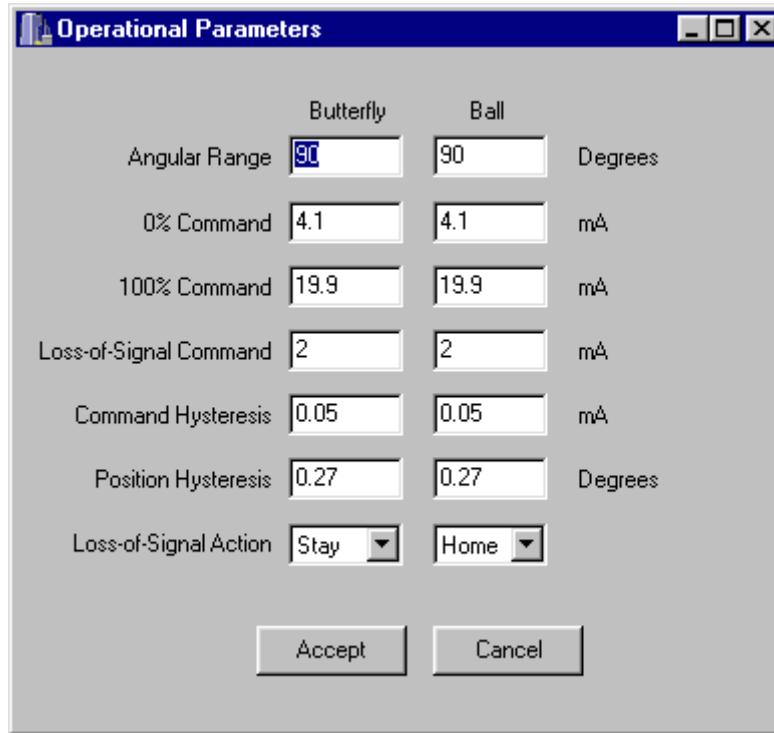 Operational Parameters
Butterfly Ball
Angular Range 90 90 Degrees
0% Command 4.1 4.1 mA
100% Command 19.9 19.9 mA
Loss-of-Signal Command 2 2 mA
Command Hysteresis 0.05 0.05 mA
Position Hysteresis 0.27 0.27 Degrees
Loss-of-Signal Action Stay Home
Accept Cancel